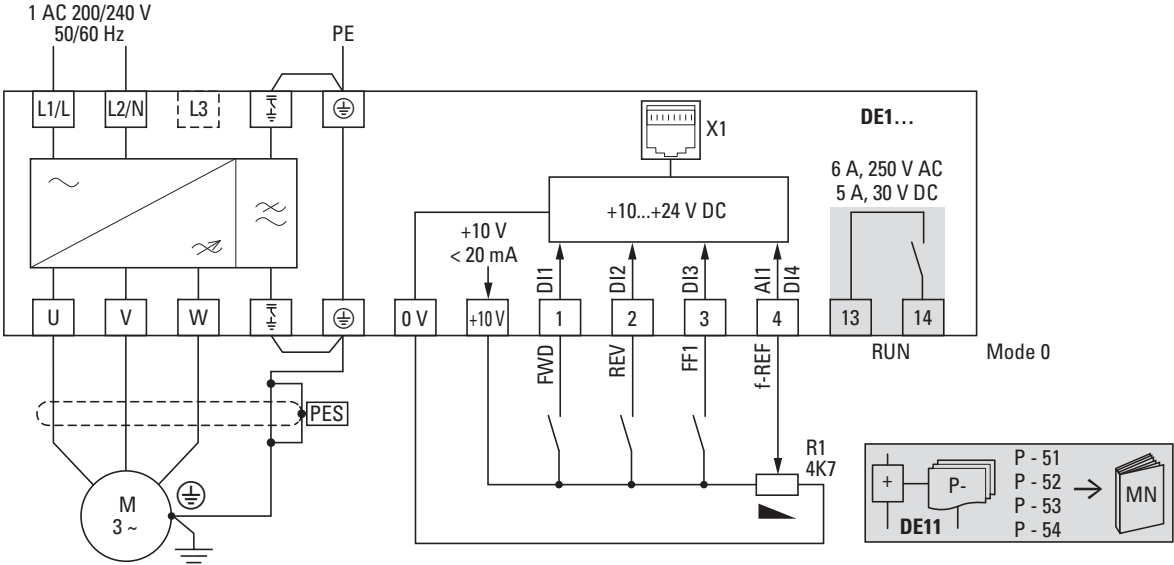 1 AC 200/240 V
50/60 Hz
PE
L1/L
L2/N
L3
X1
DE1…
6 A, 250 V AC
5 A, 30 V DC
+10...+24 V DC
+10 V
< 20 mA
DI1
DI2
DI3
AI1
DI4
U
V
W
0 V
+10 V
1
2
3
4
13
14
FWD
REV
FF1
f-REF
RUN
Mode 0
PES
R1
4K7
M
3 ~
+
P-
DE11
P - 51
P - 52
P - 53
P - 54
MN